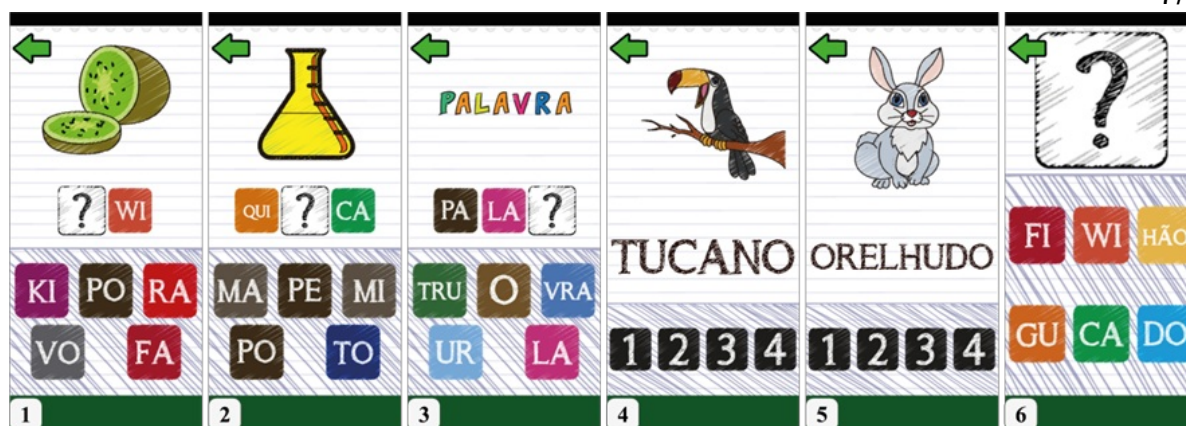 ? WI
KI PO RA
VO FA
1
QUI ? CA
MA PE MI
PO TO
2
PALAVRA
PA LA ?
TRU O VRA
UR LA
3
TUCANO
1 2 3 4
4
ORELHUDO
1 2 3 4
5
?
FI WI HÃO
GU CA DO
6